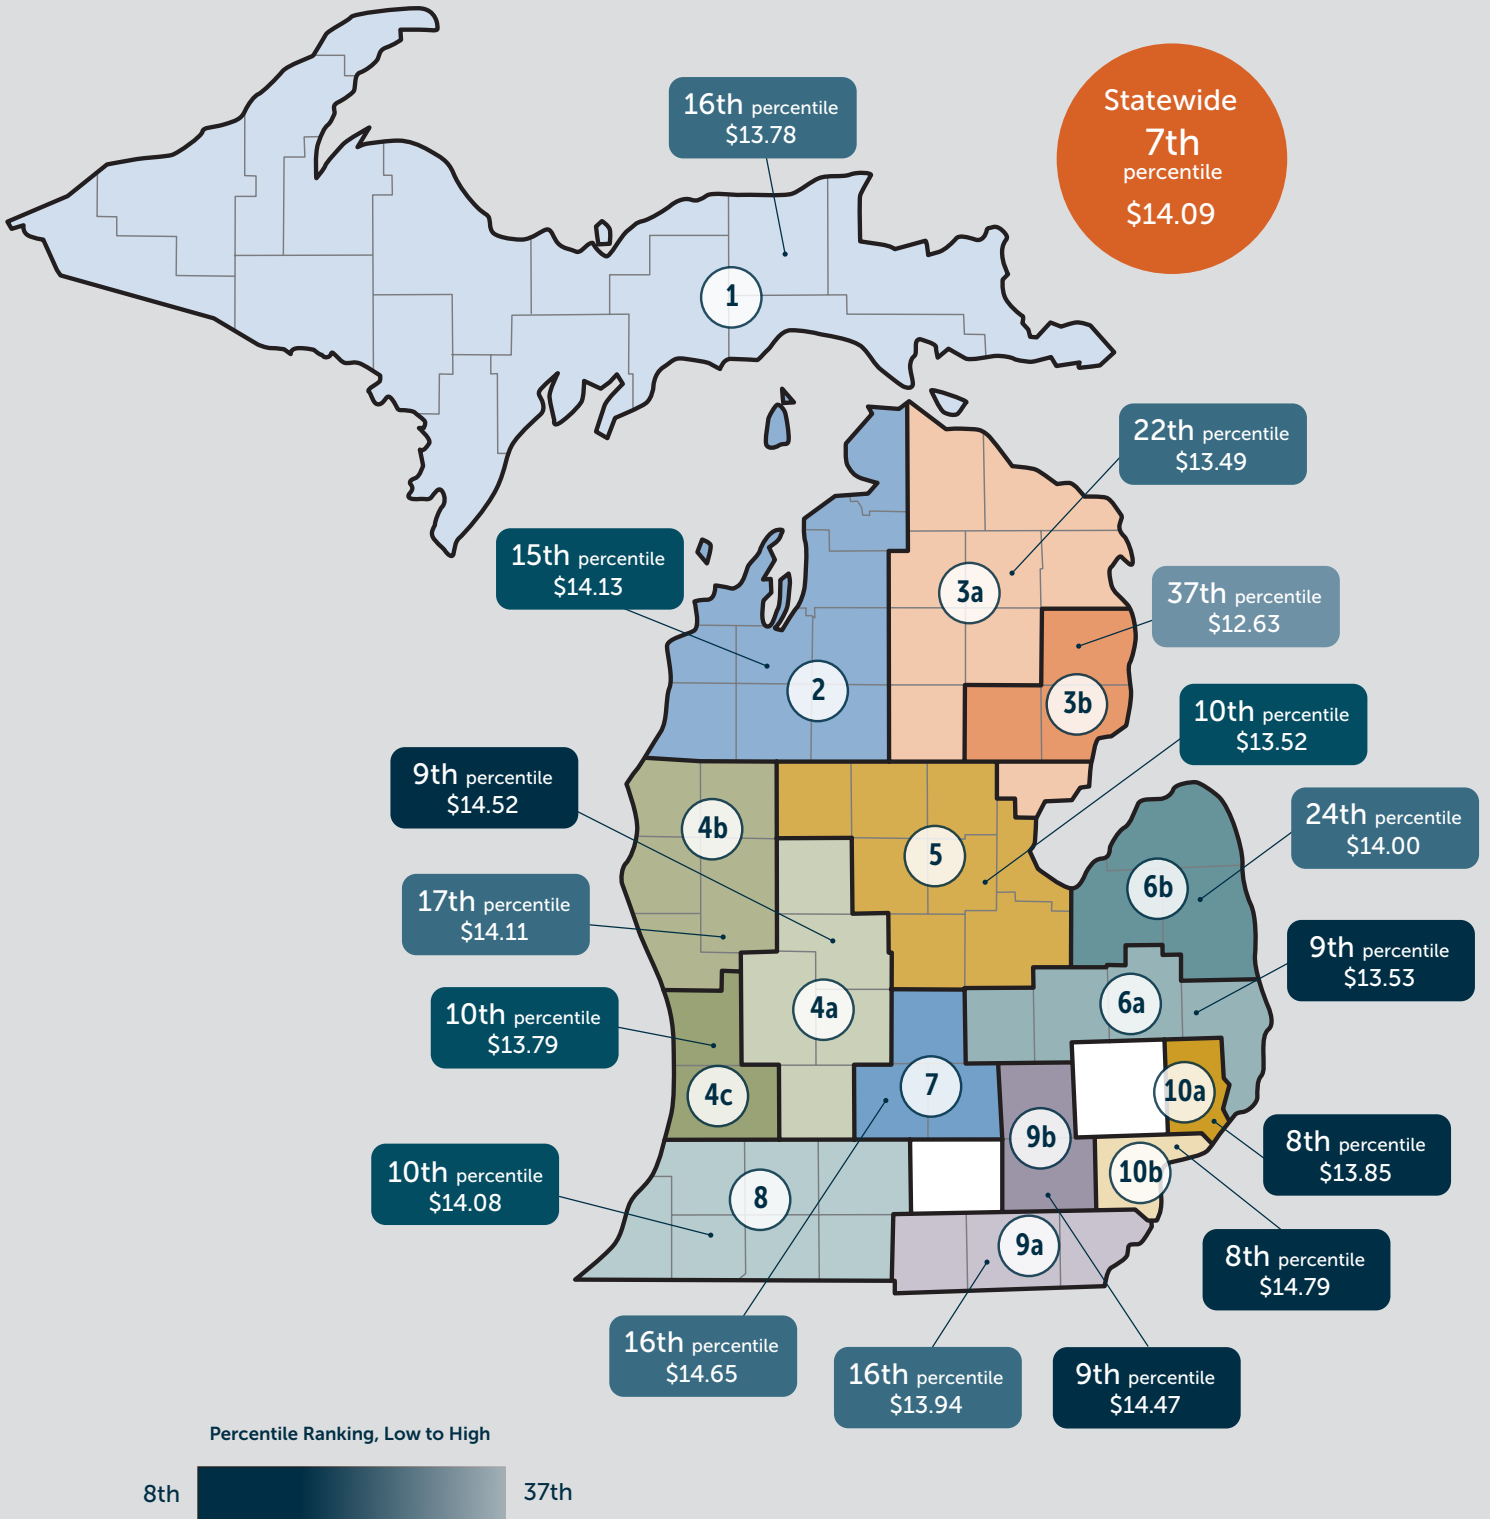 16th percentile
$13.78
Statewide
7th
percentile
$14.09
1
22th percentile
$13.49
15th percentile
$14.13
3a
37th percentile
$12.63
2
3b
10th percentile
$13.52
9th percentile
$14.52
4b
5
24th percentile
$14.00
6b
17th percentile
$14.11
9th percentile
$13.53
4a
6a
10th percentile
$13.79
4c
7
10a
9b
8th percentile
$13.85
10th percentile
$14.08
8
10b
9a
8th percentile
$14.79
16th percentile
$14.65
16th percentile
$13.94
9th percentile
$14.47
Percentile Ranking, Low to High
8th
37th